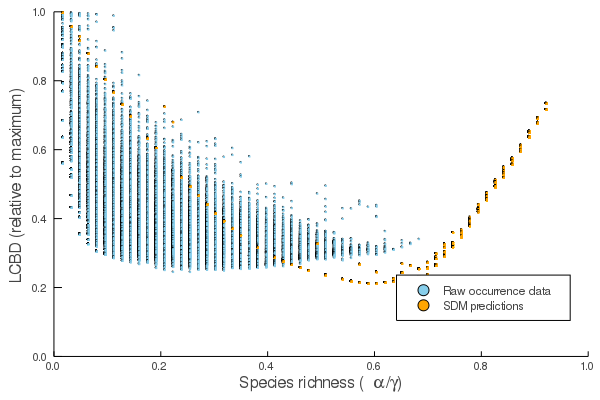 1.0
0.8
0.6
0.4
0.2
0.0
LCBD (relative to maximum)
Raw occurrence data
SDM predictions
0.0 0.2 0.4 0.6 0.8 1.0
Species richness ( α/γ)